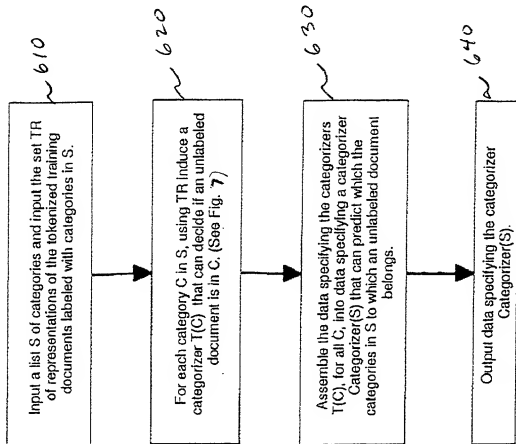 610
Input a list S of categories and input the set TR
of representations of the tokenized training
documents labeled with categories in S.
620
For each category C in S, using TR induce a
categorizer T(C) that can decide if an unlabeled
document is in C. (See Fig. 7)
630
Assemble the data specifying the categorizers
T(C), for all C, into data specifying a categorizer
Categorizer(S) that can predict which the
categories in S to which an unlabeled document
belongs.
640
Output data specifying the categorizer
Categorizer(S).